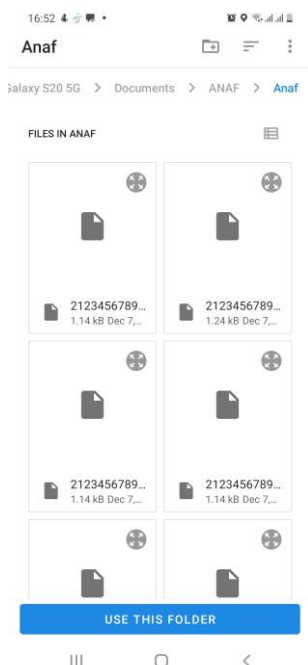 16:52
Anaf
Galaxy S20 5G > Documents > ANAF > Anaf
FILES IN ANAF
2123456789...
1.14 kB Dec 7,...
2123456789...
1.24 kB Dec 7,...
2123456789...
1.14 kB Dec 7,...
2123456789...
1.14 kB Dec 7,...
USE THIS FOLDER